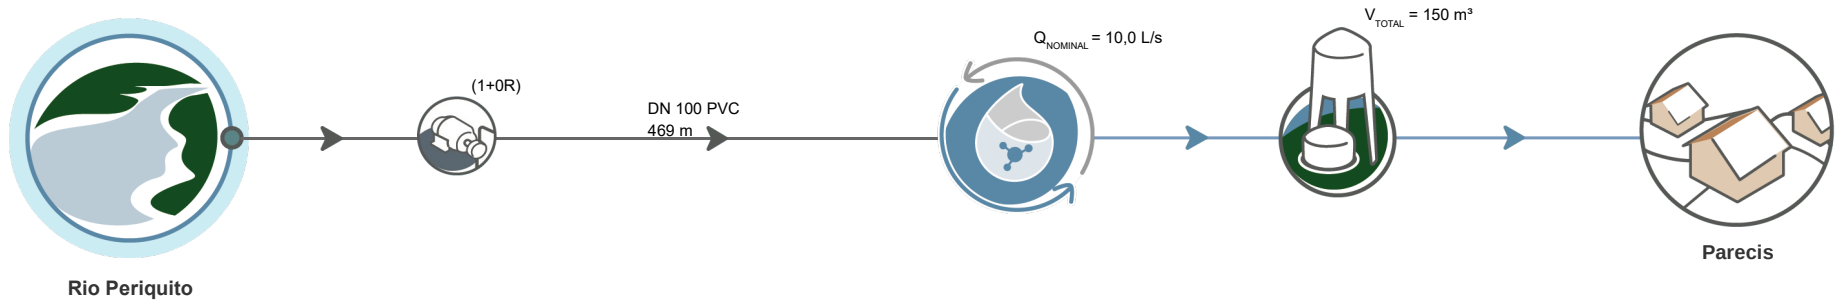 V_TOTAL = 150 m³
Q_NOMINAL = 10,0 L/s
(1+0R)
DN 100 PVC
469 m
Parecis
Rio Periquito